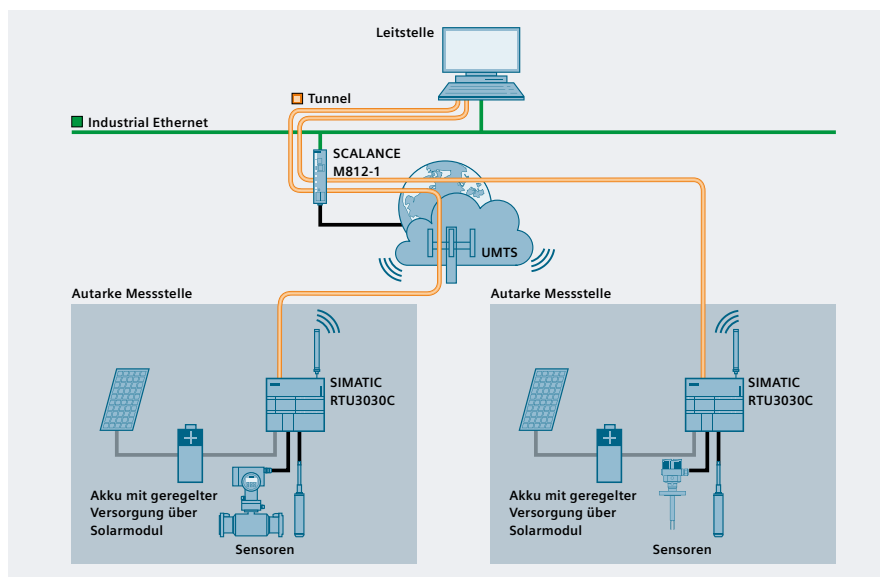 Leitstelle
Tunnel
Industrial Ethernet
SCALANCE
M812-1
UMTS
Autarke Messstelle
SIMATIC
RTU3030C
Akku mit geregelter
Versorgung über
Solarmodul
Sensoren
Autarke Messstelle
SIMATIC
RTU3030C
Akku mit geregelter
Versorgung über
Solarmodul
Sensoren